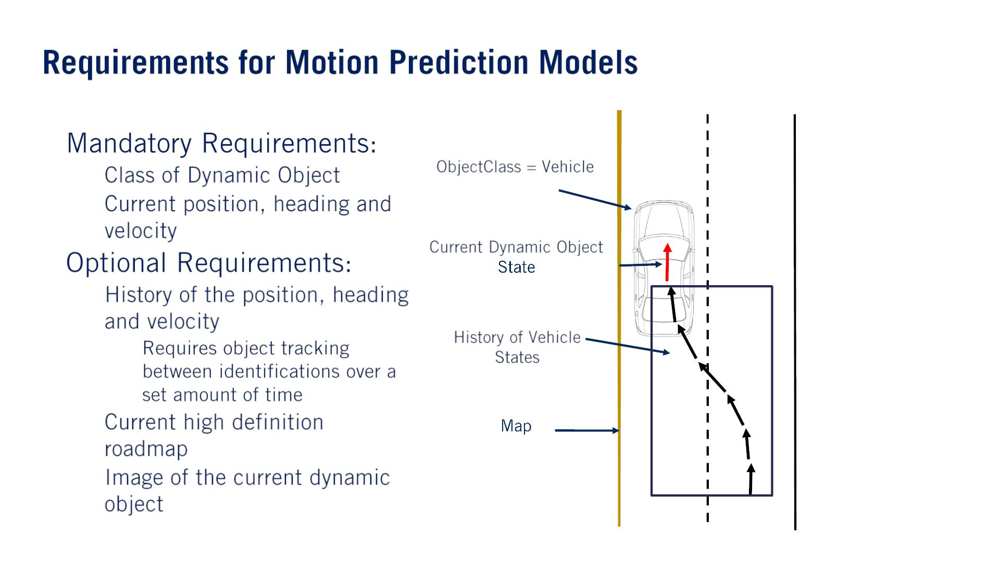 Requirements for Motion Prediction Models
Mandatory Requirements:
Class of Dynamic Object
Current position, heading and
velocity
Optional Requirements:
History of the position, heading
and velocity
Requires object tracking
between identifications over a
set amount of time
Current high definition
roadmap
Image of the current dynamic
object
ObjectClass = Vehicle
Current Dynamic Object
State
History of Vehicle
States
Map